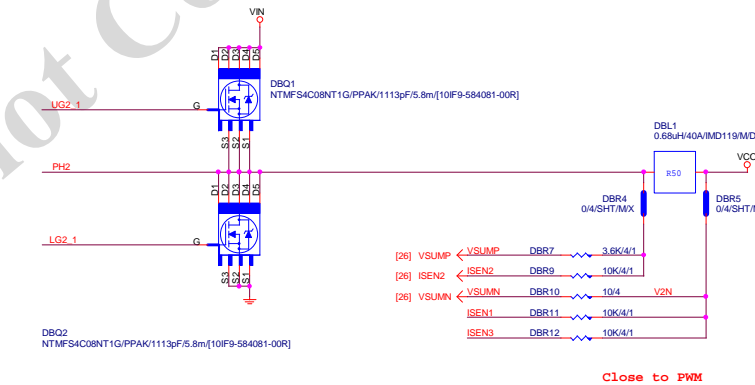 not Co
VIN
D1 D2 D3 D4 D5
DBQ1
NTMFS4C08NT1G/PPAK/1113pF/5.8m/[10IF9-584081-00R]
UG2_1 G
S3 S2 S1
DBL1
0.68uH/40A/IMD119/M/D
PH2
R50
VCO
D1 D2 D3 D4 D5
DBR4
0/4/SHT/M/X
DBR5
0/4/SHT/M
LG2_1 G
[26] VSUMP VSUMP DBR7 3.6K/4/1
S3 S2 S1
[26] ISEN2 ISEN2 DBR9 10K/4/1
[26] VSUMN VSUMN DBR10 10/4 V2N
ISEN1 DBR11 10K/4/1
DBQ2
ISEN3 DBR12 10K/4/1
NTMFS4C08NT1G/PPAK/1113pF/5.8m/[10IF9-584081-00R]
Close to PWM